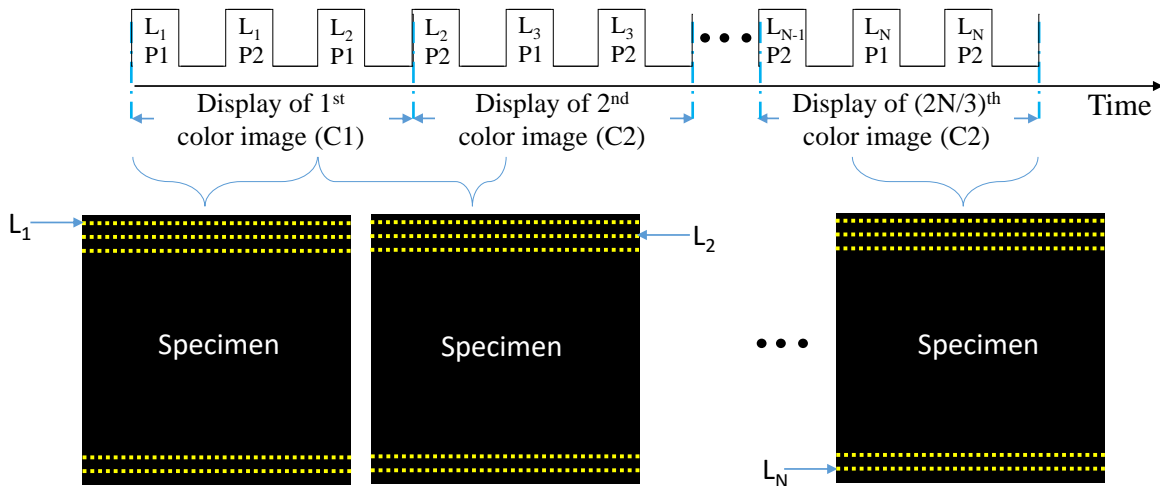 L1 L1 L2 L2 L3 L3 LN-1 LN LN
P1 P2 P1 P2 P1 P2 P2 P1 P2
Display of 1st Display of 2nd Display of (2N/3)th Time
color image (C1) color image (C2) color image (C2)
L1
L2
Specimen Specimen Specimen
LN